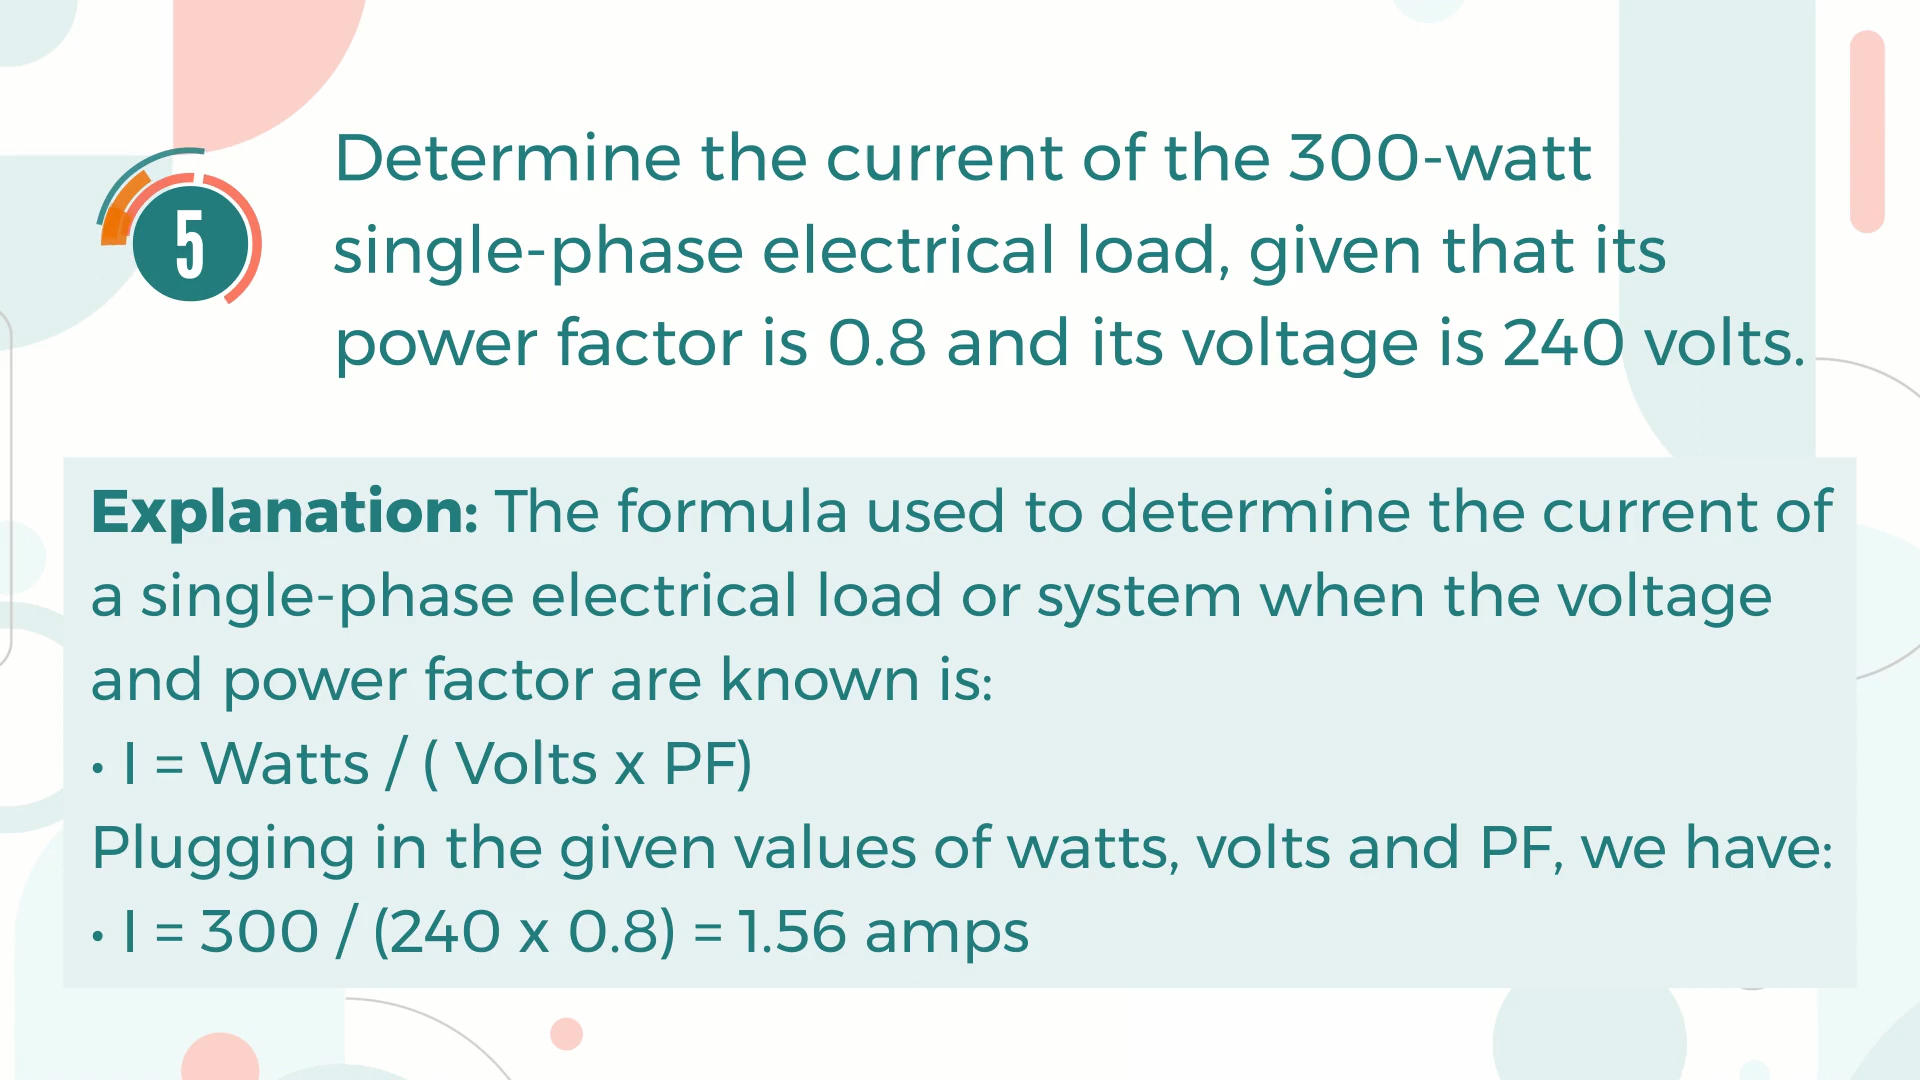 5
Determine the current of the 300-watt
single-phase electrical load, given that its
power factor is 0.8 and its voltage is 240 volts.
Explanation: The formula used to determine the current of
a single-phase electrical load or system when the voltage
and power factor are known is:
• I = Watts / ( Volts x PF)
Plugging in the given values of watts, volts and PF, we have:
• I = 300 / (240 x 0.8) = 1.56 amps